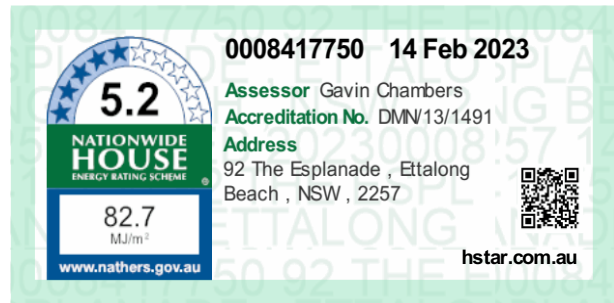 0008417750 14 Feb 2023
5.2
NATIONWIDE
HOUSE
ENERGY RATING SCHEME
®
82.7
MJ/m²
www.nathers.gov.au
Assessor Gavin Chambers
Accreditation No. DMN/13/1491
Address
92 The Esplanade , Ettalong
Beach , NSW , 2257
hstar.com.au